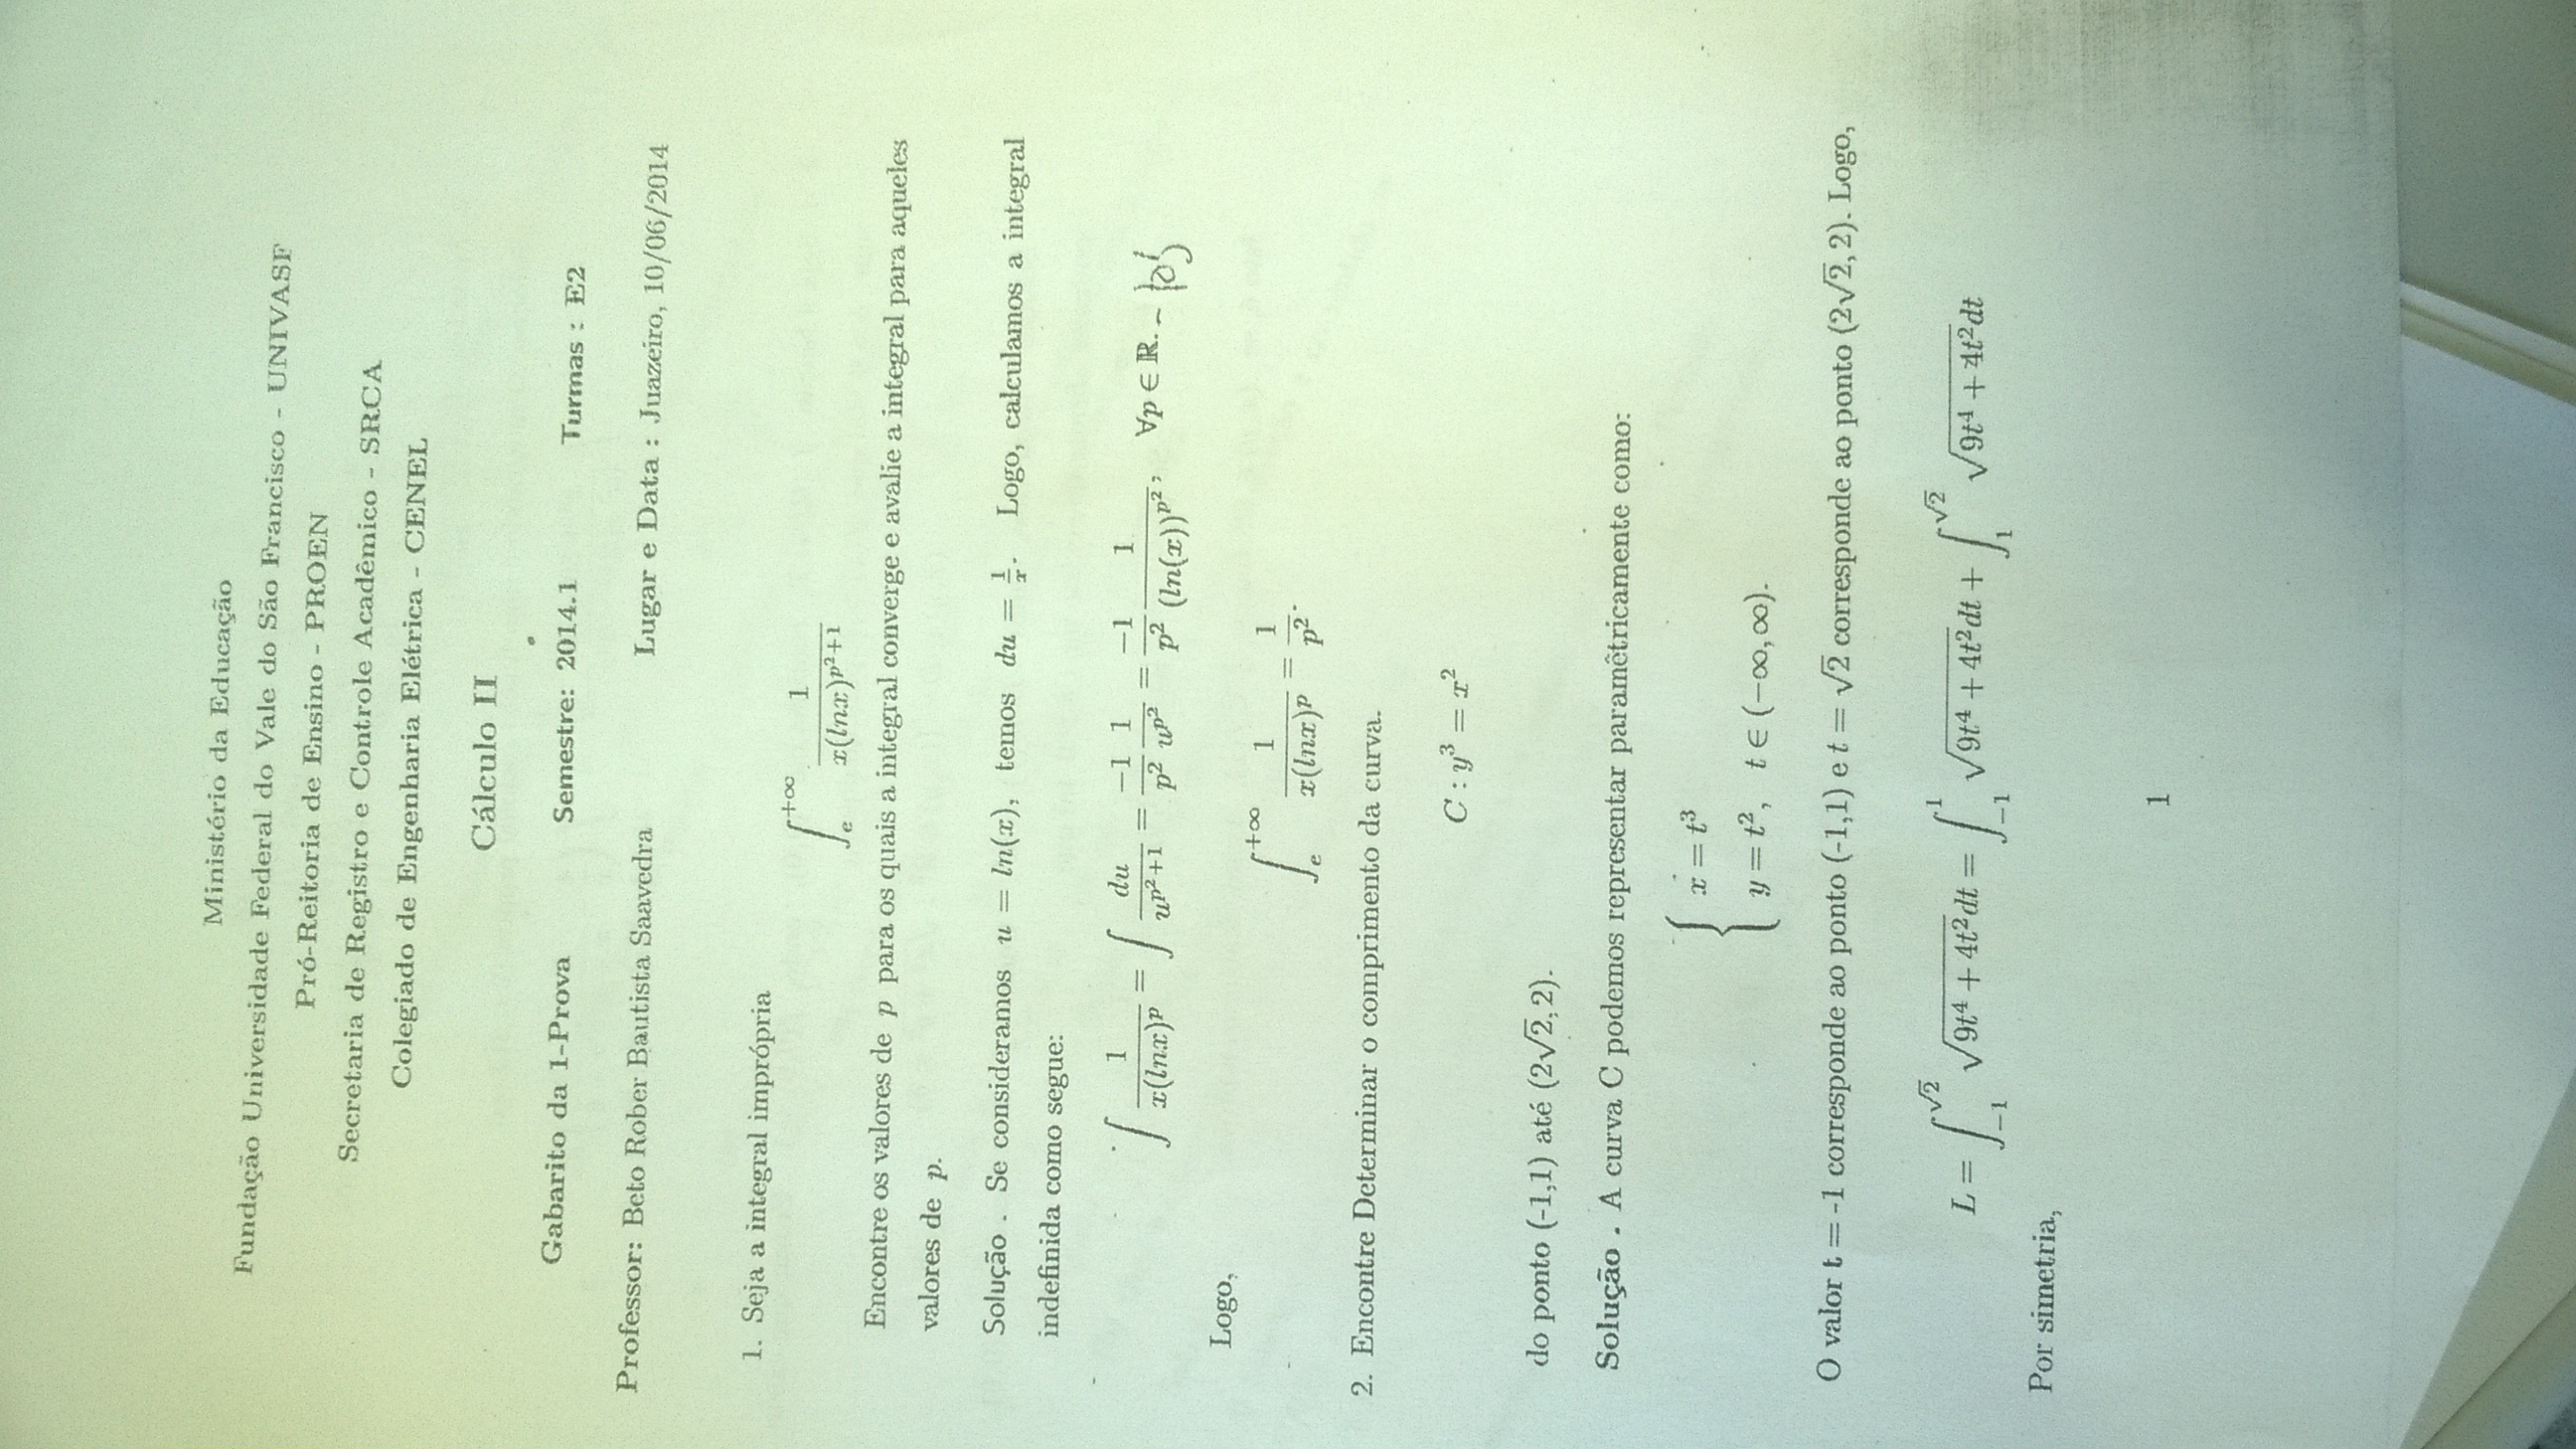 Ministério da Educação
Fundação Universidade Federal do Vale do São Francisco - UNIVASF
Pró-Reitoria de Ensino - PROEN
Secretaria de Registro e Controle Acadêmico - SRCA
Colegiado de Engenharia Elétrica - CENEL
Cálculo II
Gabarito da 1-Prova Semestre: 2014.1 Turmas : E2
Professor: Beto Rober Bautista Saavedra Lugar e Data : Juazeiro, 10/06/2014
1. Seja a integral imprópria
$\int_{e}^{+\infty} \frac{1}{x(lnx)^{p^2+1}}$
Encontre os valores de p para os quais a integral converge e avalie a integral para aqueles
valores de p.
Solução . Se consideramos $u = ln(x)$, temos $du = \frac{1}{x}$. Logo, calculamos a integral
indefinida como segue:
$\int \frac{1}{x(lnx)^p} = \int \frac{du}{u^{p^2+1}} = \frac{-1}{p^2} \frac{1}{u^{p^2}} = \frac{-1}{p^2} \frac{1}{(ln(x))^{p^2}}, \quad \forall p \in \mathbb{R}.$ – {0}
Logo,
$\int_{e}^{+\infty} \frac{1}{x(lnx)^p} = \frac{1}{p^2}.$
2. Encontre Determinar o comprimento da curva.
$C : y^3 = x^2$
do ponto (-1,1) até $(2\sqrt{2}, 2)$.
Solução . A curva C podemos representar paramêtricamente como:
$x = t^3$
$y = t^2, \quad t \in (-\infty, \infty).$
O valor t = -1 corresponde ao ponto (-1,1) e $t = \sqrt{2}$ corresponde ao ponto $(2\sqrt{2}, 2)$. Logo,
$L = \int_{-1}^{\sqrt{2}} \sqrt{9t^4 + 4t^2}dt = \int_{-1}^{1} \sqrt{9t^4 + 4t^2}dt + \int_{1}^{\sqrt{2}} \sqrt{9t^4 + 4t^2}dt$
Por simetria,
1